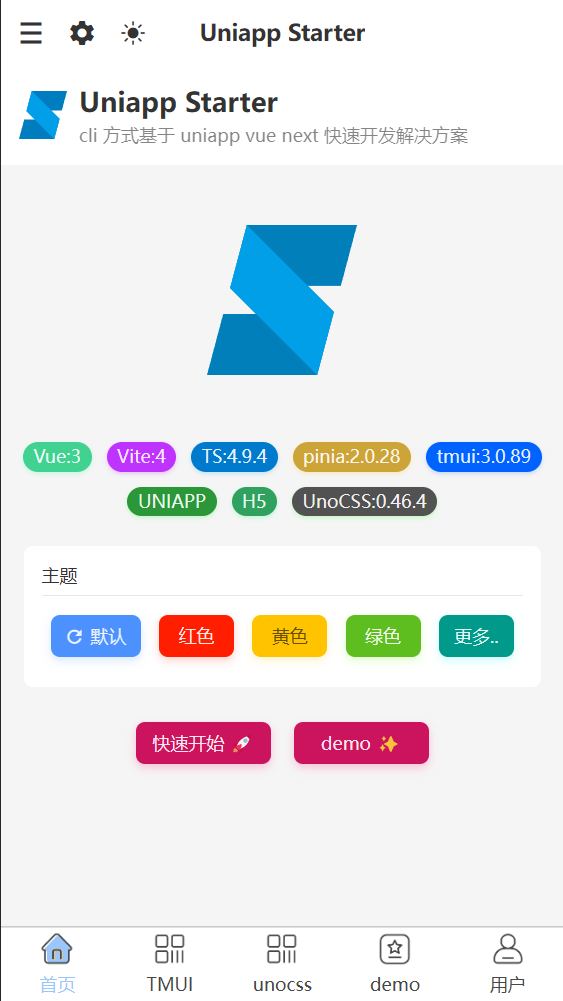 Uniapp Starter
Uniapp Starter
cli 方式基于 uniapp vue next 快速开发解决方案
Vue:3 Vite:4 TS:4.9.4 pinia:2.0.28 tmui:3.0.89
UNIAPP H5 UnoCSS:0.46.4
主题
默认 红色 黄色 绿色 更多..
快速开始 🚀 demo ✨
首页 TMUI unocss demo 用户